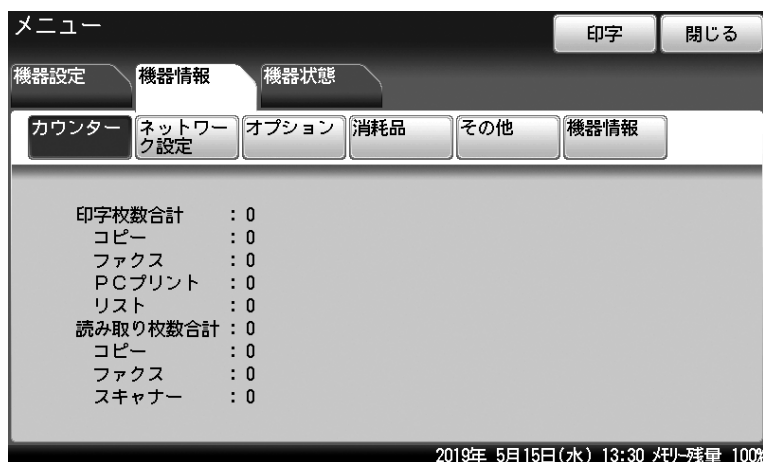 メニュー
印字
閉じる
機器設定
機器情報
機器状態
カウンター
ネットワー
ク設定
オプション
消耗品
その他
機器情報
印字枚数合計 : 0
コピー : 0
ファクス : 0
PCプリント : 0
リスト : 0
読み取り枚数合計 : 0
コピー : 0
ファクス : 0
スキャナー : 0
2019年 5月15日(水) 13:30 メモリー残量 100%